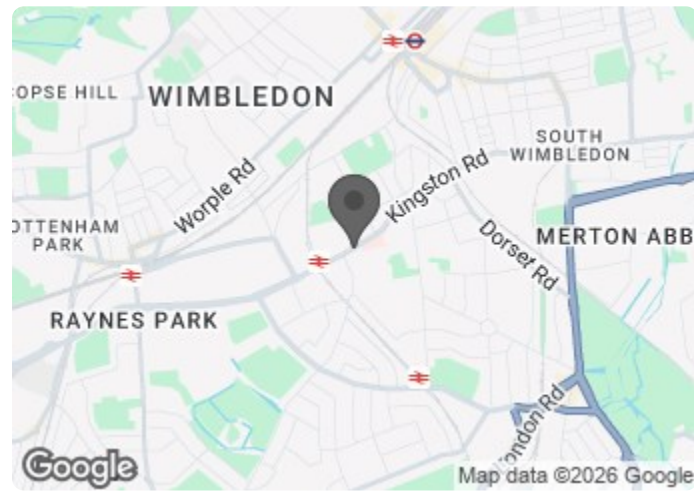 OPSE HILL
WIMBLEDON
SOUTH
WIMBLEDON
Worple Rd
Kingston Rd
OTTENHAM
PARK
Dorset Rd
MERTON ABB
RAYNES PARK
ondon Rd
Google
Map data ©2026 Google